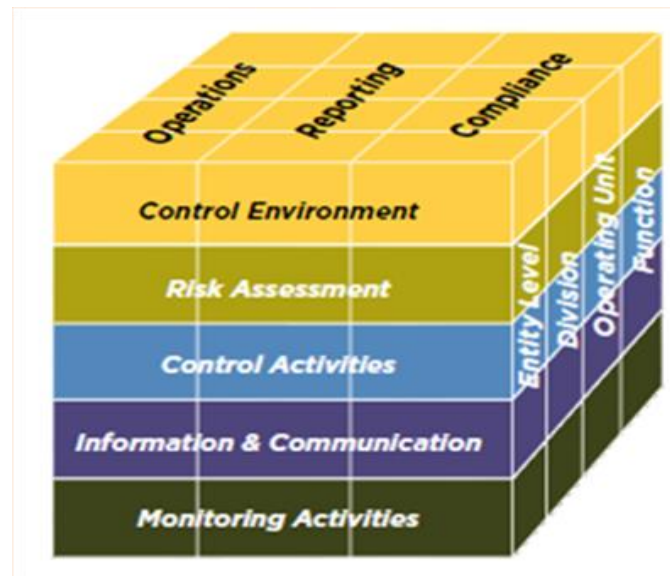 Operations
Reporting
Compliance
Control Environment
Risk Assessment
Control Activities
Information & Communication
Monitoring Activities
Entity Level
Division
Operating Unit
Function